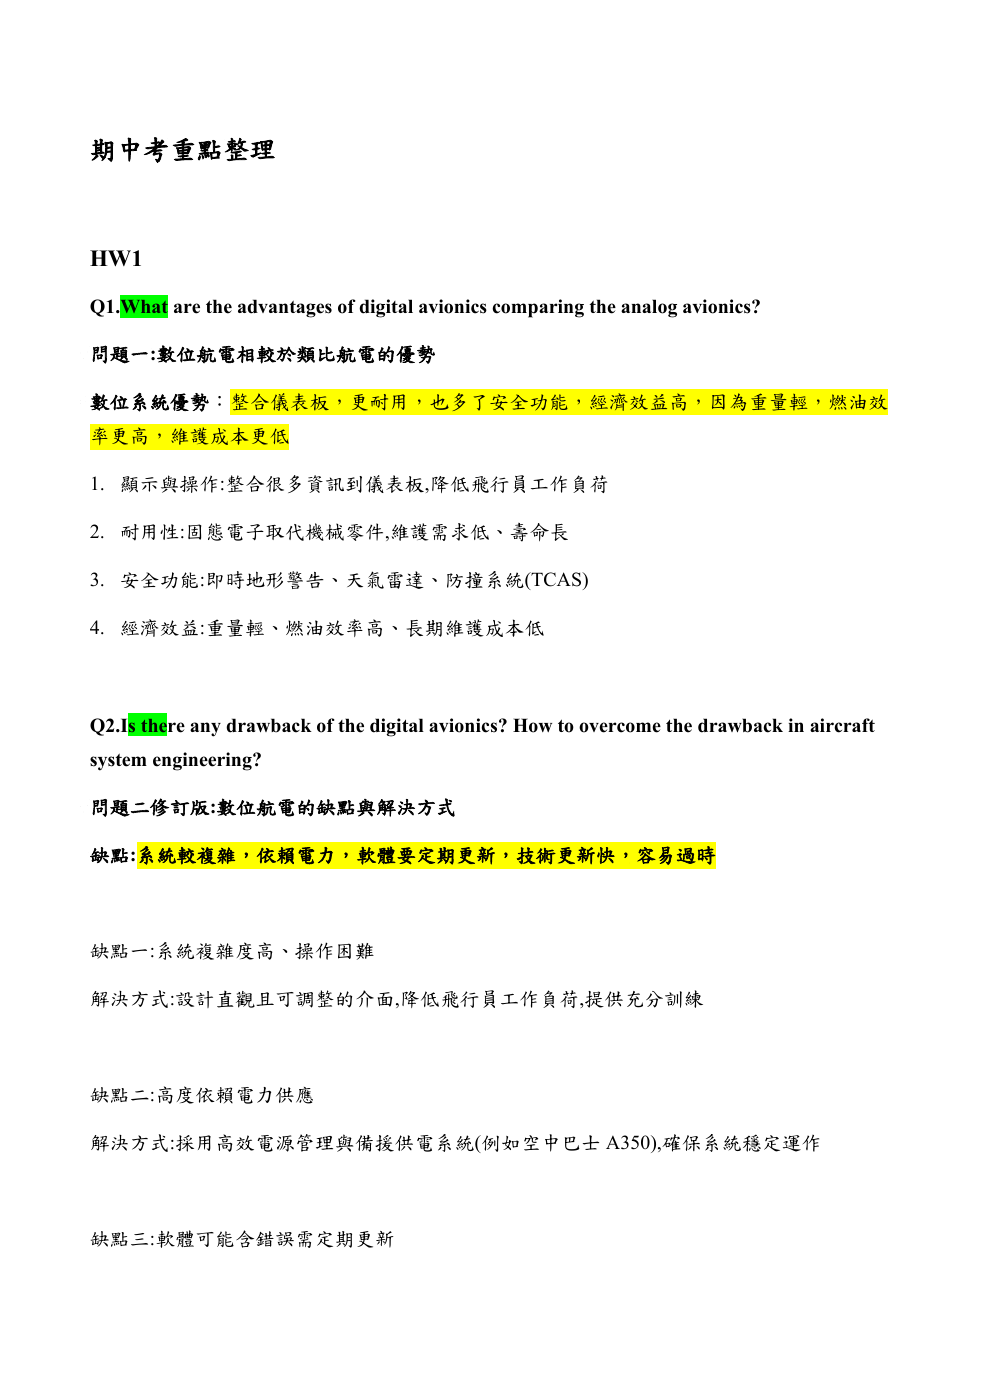 期中考重點整理
HW1
Q1.What are the advantages of digital avionics comparing the analog avionics?
問題一:數位航電相較於類比航電的優勢
數位系統優勢：整合儀表板，更耐用，也多了安全功能，經濟效益高，因為重量輕，燃油效
率更高，維護成本更低
1. 顯示與操作:整合很多資訊到儀表板,降低飛行員工作負荷
2. 耐用性:固態電子取代機械零件,維護需求低、壽命長
3. 安全功能:即時地形警告、天氣雷達、防撞系統(TCAS)
4. 經濟效益:重量輕、燃油效率高、長期維護成本低
Q2.Is there any drawback of the digital avionics? How to overcome the drawback in aircraft
system engineering?
問題二修訂版:數位航電的缺點與解決方式
缺點:系統較複雜，依賴電力，軟體要定期更新，技術更新快，容易過時
缺點一:系統複雜度高、操作困難
解決方式:設計直觀且可調整的介面,降低飛行員工作負荷,提供充分訓練
缺點二:高度依賴電力供應
解決方式:採用高效電源管理與備援供電系統(例如空中巴士 A350),確保系統穩定運作
缺點三:軟體可能含錯誤需定期更新